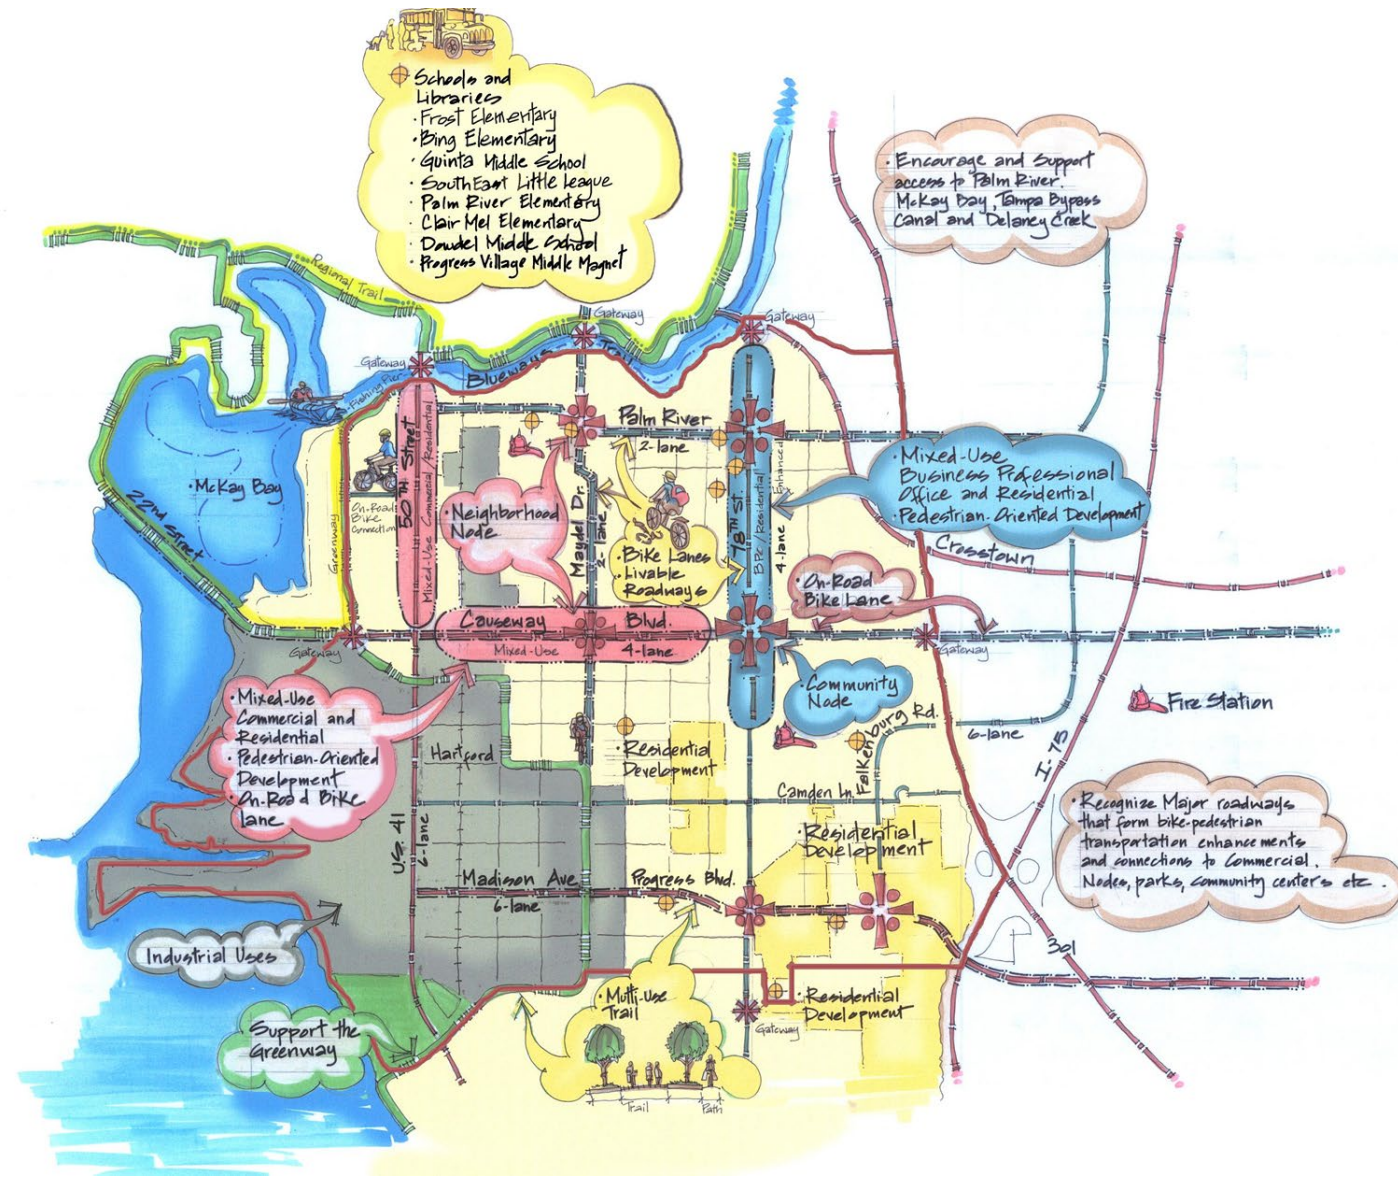 Schools and
Libraries
· Frost Elementary
· Bing Elementary
· Guinta Middle School
· SouthEast Little League
· Palm River Elementary
· Clair Mel Elementary
· Dowdel Middle School
· Progress Village Middle Magnet
· Encourage and Support
access to Palm River.
McKay Bay, Tampa Bypass
Canal and Delaney Creek
Regional Trail
Gateway
Gateway
Gateway
Fishing Pier
Blueways Trail
· McKay Bay
22nd Street
Greenway
On-Road
Bike
Connection
50TH Street
Mixed-Use Commercial/Residential
Palm River
2-lane
· Neighborhood
Node
Maydel Dr.
2-lane
· Bike Lanes
· Livable
Roadways
78TH St.
BPO/Residential
4-lane Enhanced
· Mixed-Use
Business Professional
Office and Residential
· Pedestrian-Oriented Development
Crosstown
· On-Road
Bike Lane
Causeway Blvd.
Mixed-Use 4-lane
Gateway
Gateway
· Community
Node
· Mixed-Use
Commercial and
Residential
· Pedestrian-Oriented
Development
· On-Road Bike
lane
Hartford
· Residential
Development
Falkenburg Rd.
6-lane
I-75
Fire Station
Camden Ln.
U.S. 41
6-lane
· Residential
Development
· Recognize Major roadways
that form bike-pedestrian
transportation enhancements
and connections to Commercial.
Nodes, parks, community centers etc.
Madison Ave.
6-lane
Progress Blvd.
301
Industrial Uses
· Multi-Use
Trail
· Residential
Development
Gateway
Support the
Greenway
Trail
Path